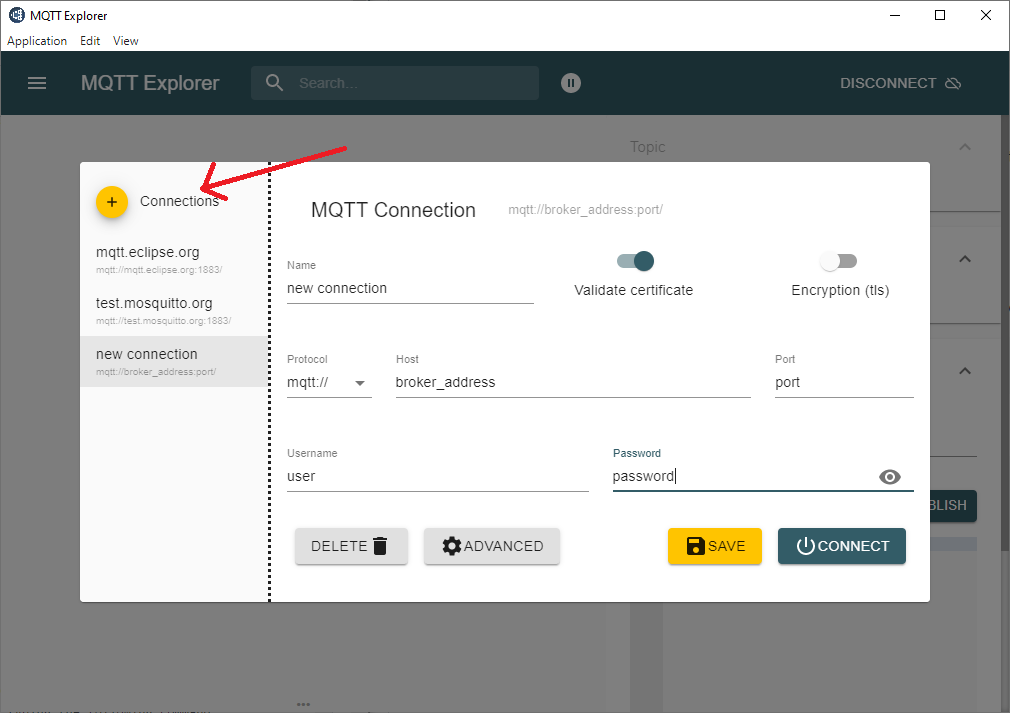 MQTT Explorer
Application Edit View
MQTT Explorer Search... DISCONNECT
Topic
+ Connections
mqtt.eclipse.org
mqtt://mqtt.eclipse.org:1883/
test.mosquitto.org
mqtt://test.mosquitto.org:1883/
new connection
mqtt://broker_address:port/
MQTT Connection mqtt://broker_address:port/
Name
new connection
Validate certificate Encryption (tls)
Protocol Host Port
mqtt:// broker_address port
Username Password
user password
DELETE ADVANCED SAVE CONNECT
BLISH